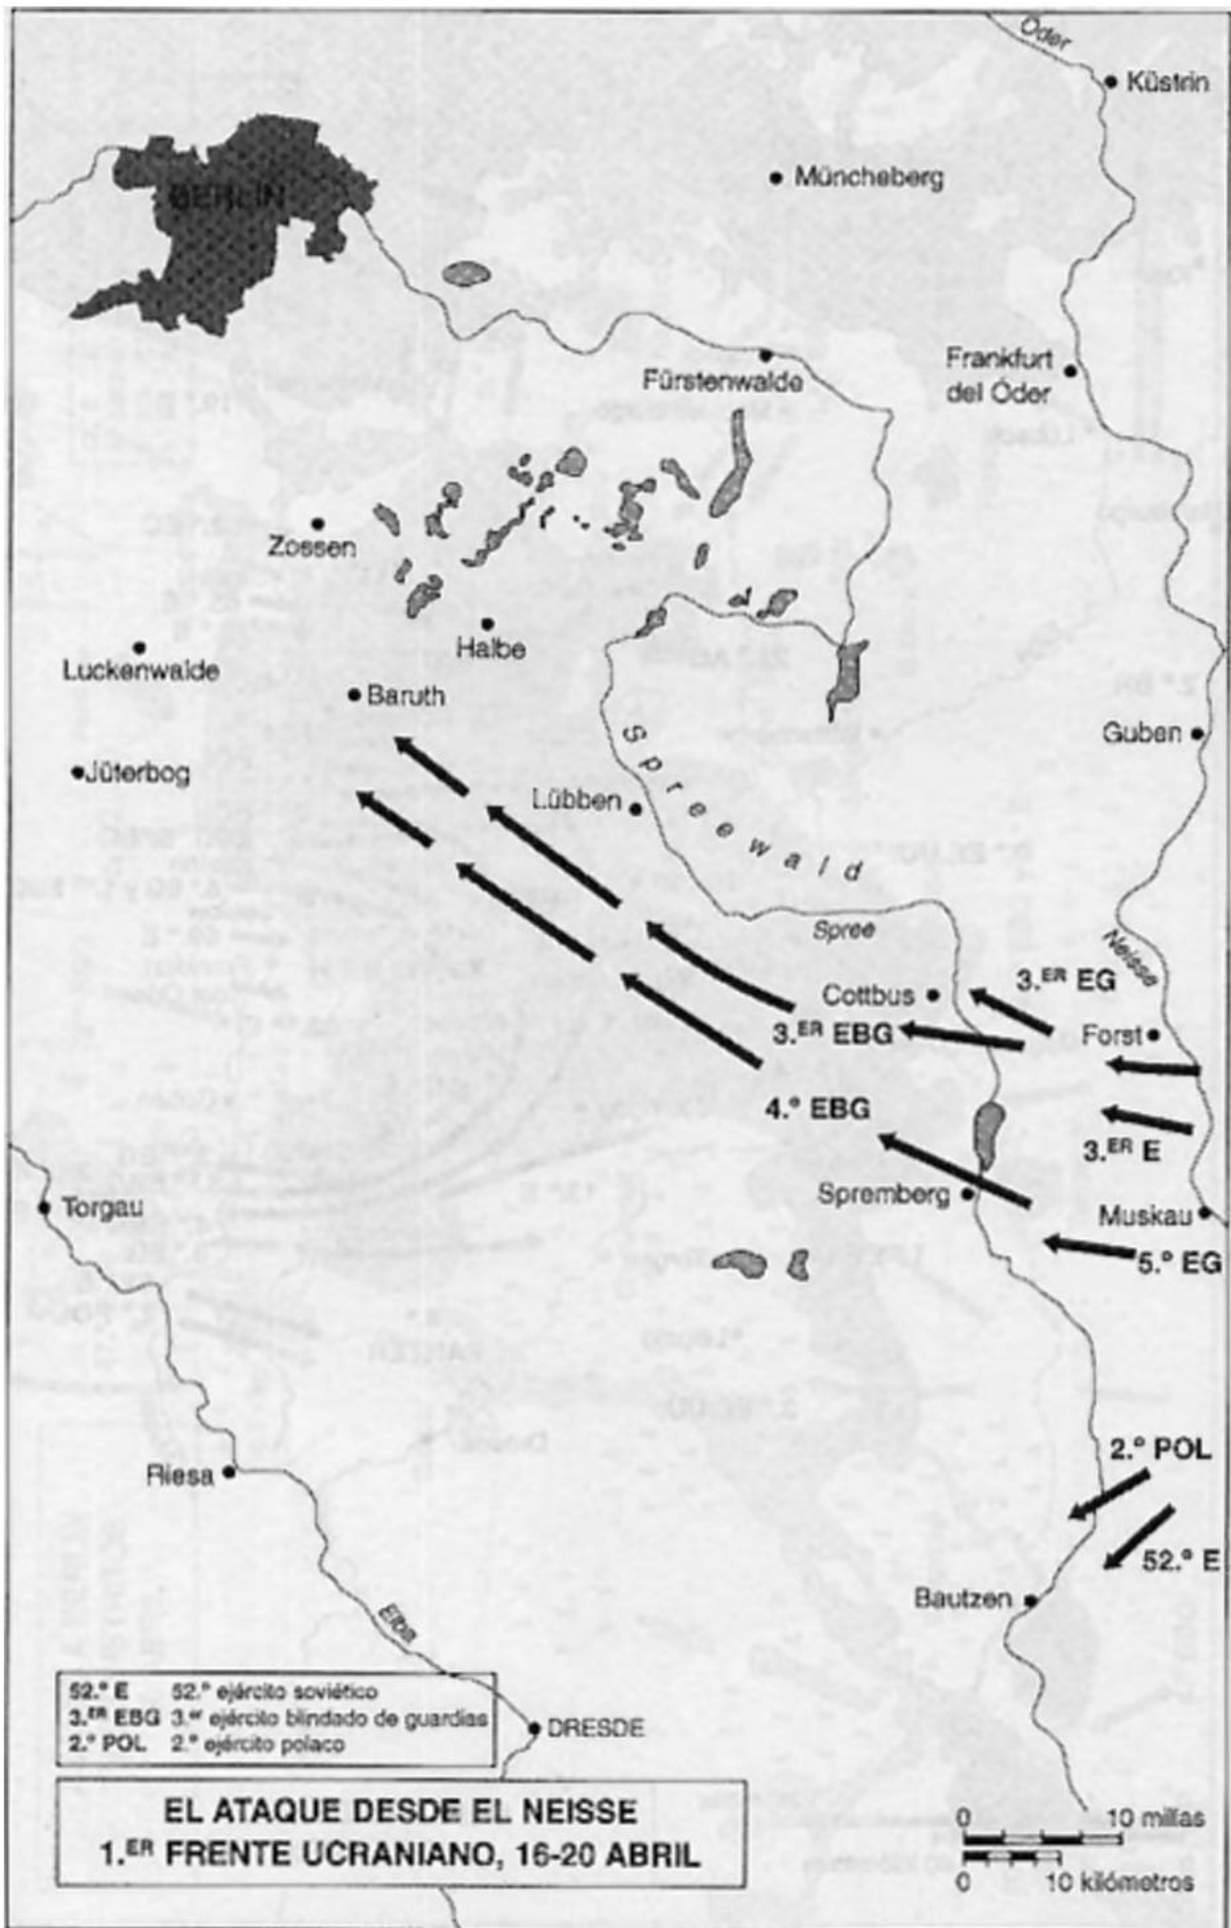 Oder
Küstrin
Müncheberg
BERLIN
Frankfurt
del Óder
Fürstenwalde
Zossen
Halbe
Luckenwalde
Baruth
Guben
Jüterbog
Lübben
Spreewald
Spree
Neisse
3.ER EG
Cottbus
Forst
3.ER EBG
4.º EBG
3.ER E
Spremberg
Muskau
Torgau
5.º EG
2.º POL
Riesa
52.º E
Bautzen
Elba
52.º E 52.º ejército soviético
3.ER EBG 3.er ejército blindado de guardias
2.º POL 2.º ejército polaco
DRESDE
EL ATAQUE DESDE EL NEISSE
1.ER FRENTE UCRANIANO, 16-20 ABRIL
0 10 millas
0 10 kilómetros